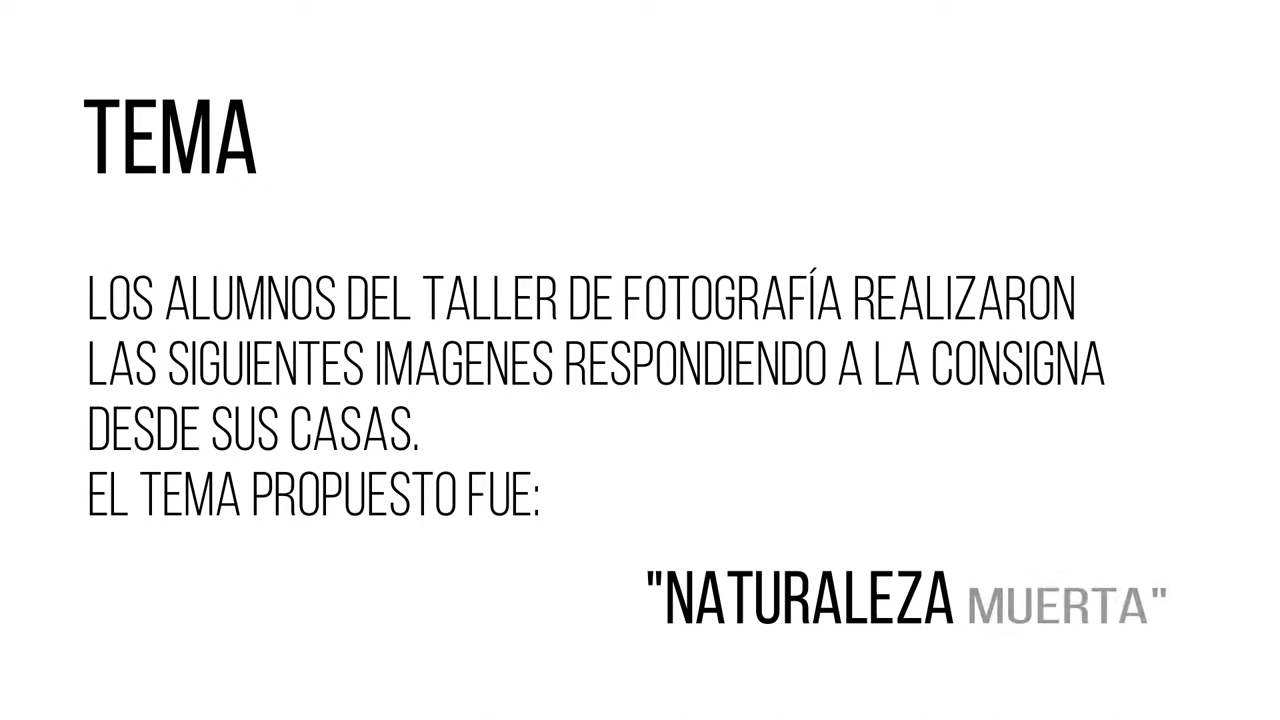 TEMA
LOS ALUMNOS DEL TALLER DE FOTOGRAFÍA REALIZARON
LAS SIGUIENTES IMAGENES RESPONDIENDO A LA CONSIGNA
DESDE SUS CASAS.
EL TEMA PROPUESTO FUE:
"NATURALEZA MUERTA"